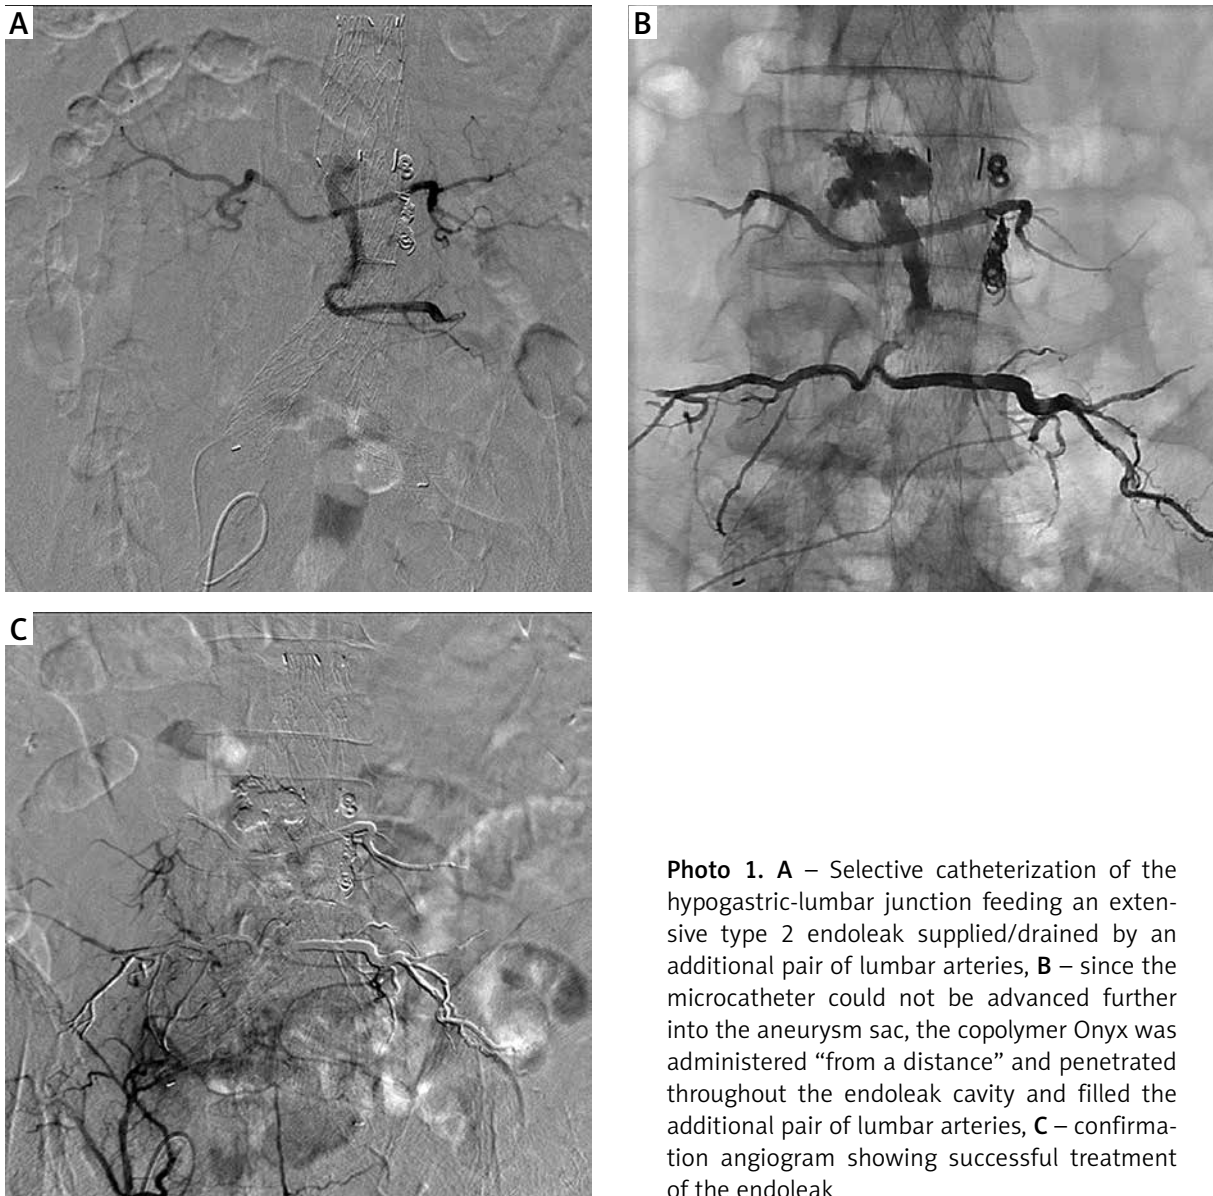 A
B
C
Photo 1. A – Selective catheterization of the
hypogastric-lumbar junction feeding an exten-
sive type 2 endoleak supplied/drained by an
additional pair of lumbar arteries, B – since the
microcatheter could not be advanced further
into the aneurysm sac, the copolymer Onyx was
administered “from a distance” and penetrated
throughout the endoleak cavity and filled the
additional pair of lumbar arteries, C – confirma-
tion angiogram showing successful treatment
of the endoleak